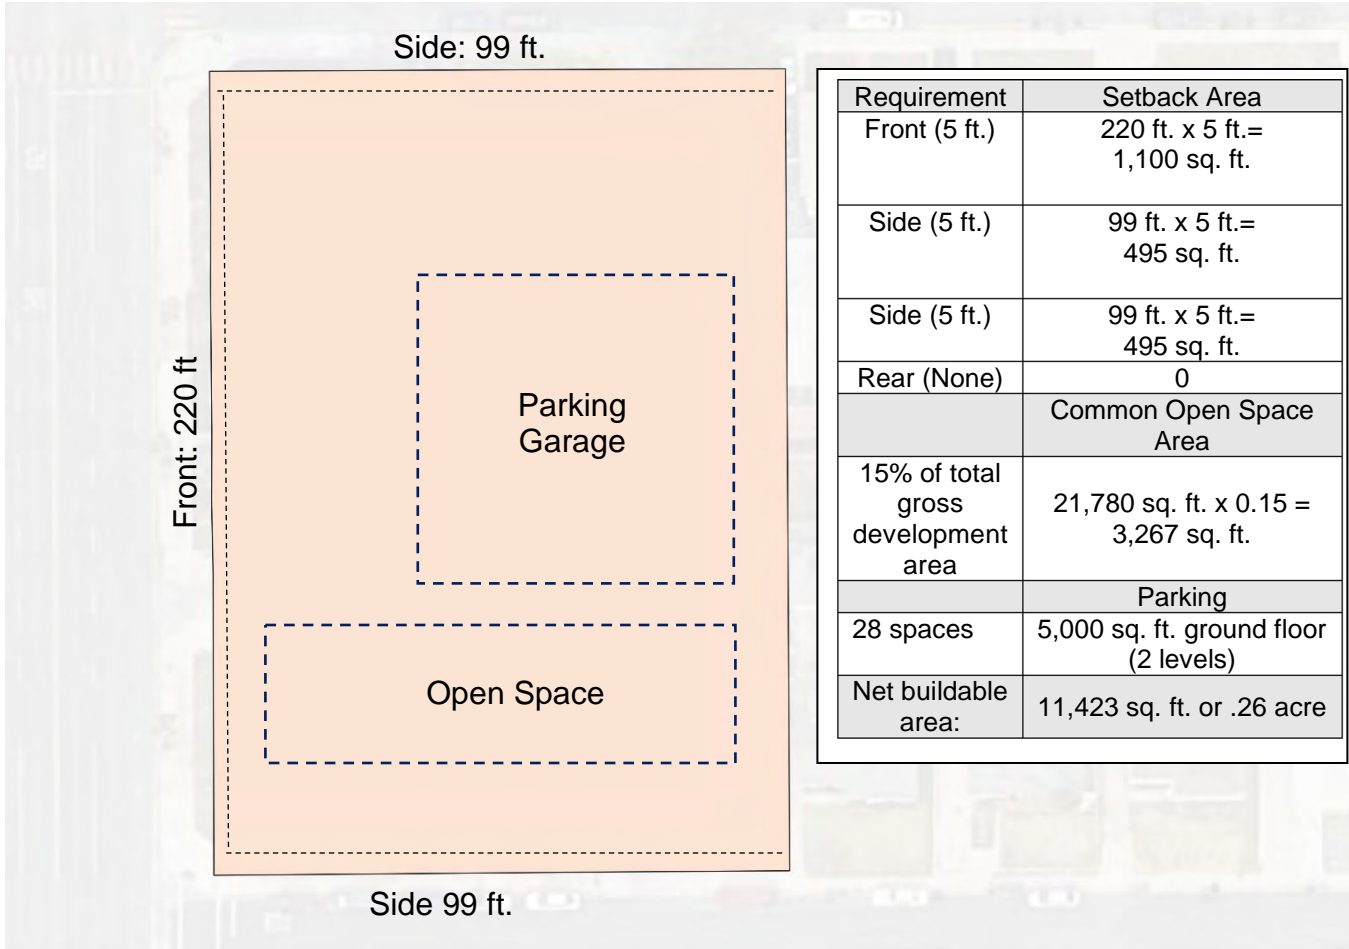 Side: 99 ft.
Front: 220 ft
Parking
Garage
Open Space
Side 99 ft.
Requirement Setback Area
Front (5 ft.) 220 ft. x 5 ft.=
1,100 sq. ft.
Side (5 ft.) 99 ft. x 5 ft.=
495 sq. ft.
Side (5 ft.) 99 ft. x 5 ft.=
495 sq. ft.
Rear (None) 0
Common Open Space
Area
15% of total
gross
development
area
21,780 sq. ft. x 0.15 =
3,267 sq. ft.
Parking
28 spaces 5,000 sq. ft. ground floor
(2 levels)
Net buildable
area:
11,423 sq. ft. or .26 acre